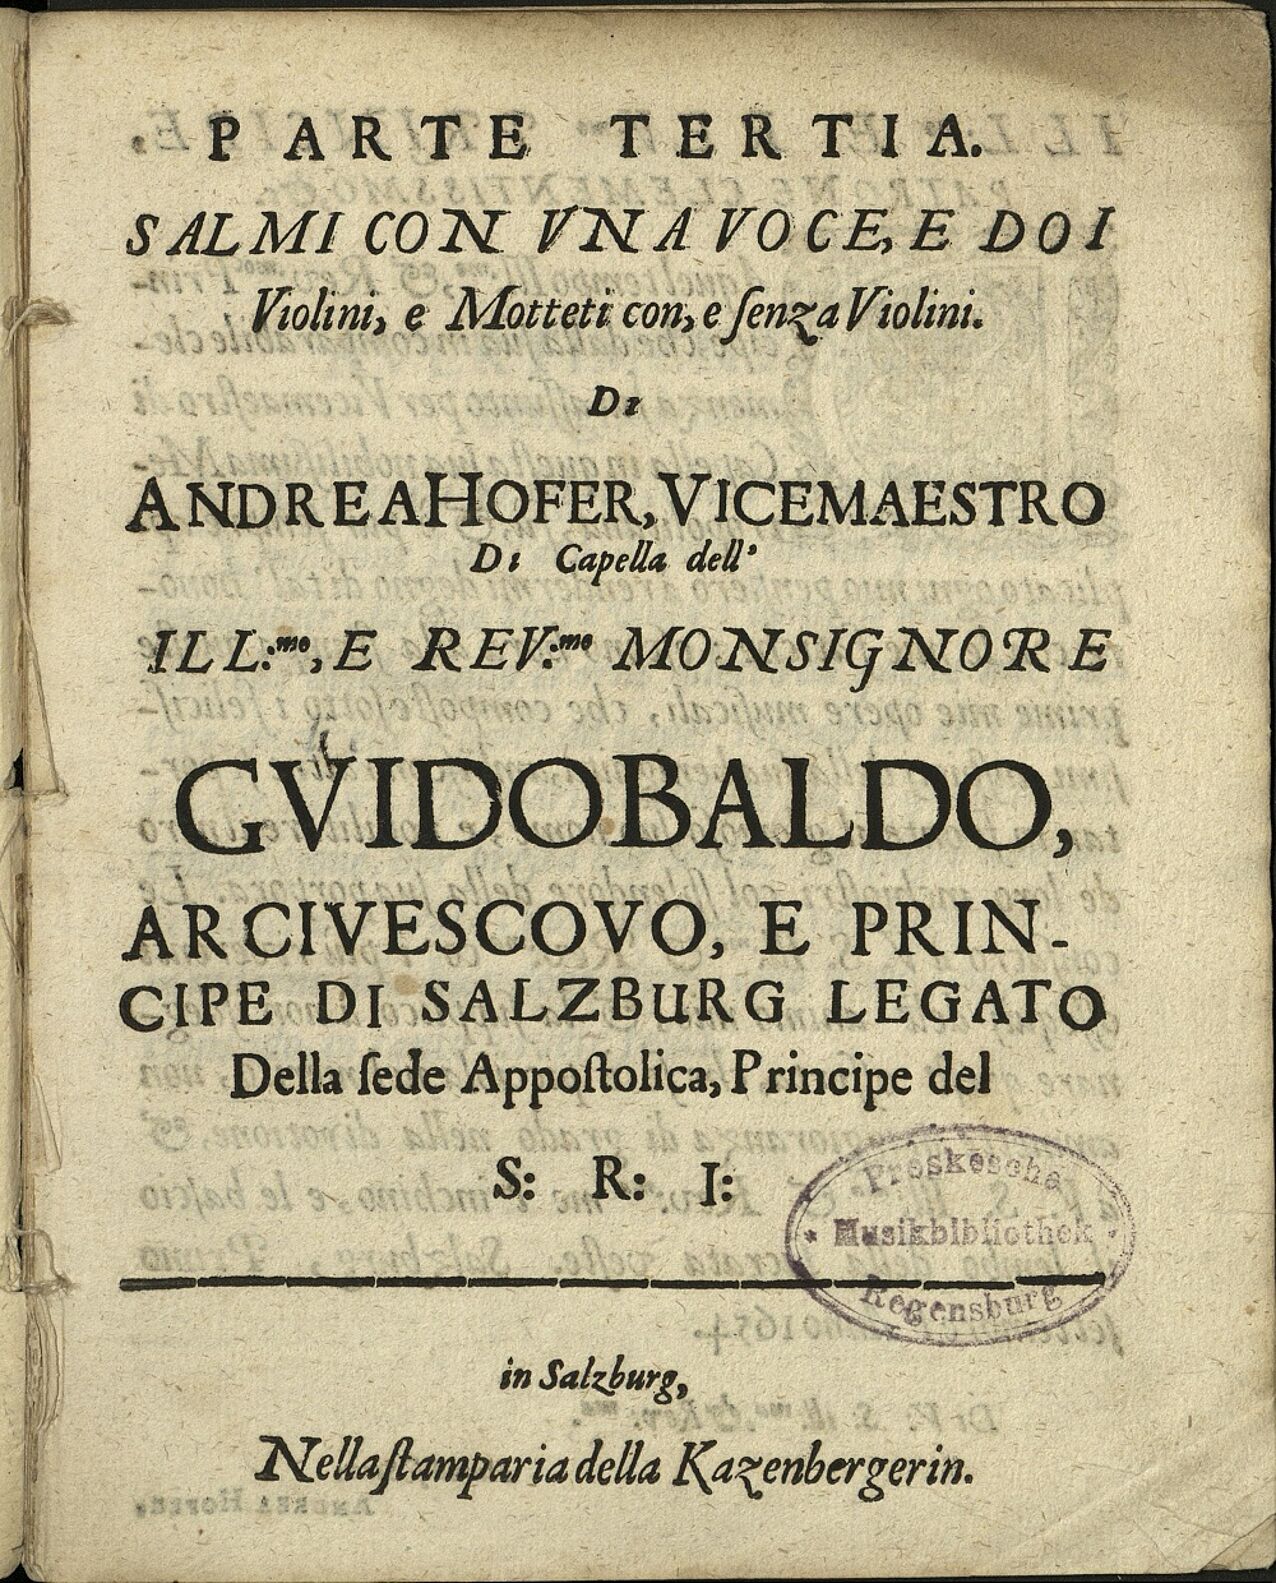 PARTE TERTIA.
SALMI CON VNA VOCE, E DOI
Violini, e Motteti con, e ſenza Violini.
DI
ANDREA HOFER, VICEMAESTRO
DI Capella dell'
ILL:mo, E REV:mo MONSIGNORE
GVIDOBALDO,
ARCIVESCOVO, E PRIN-
CIPE DI SALZBURG LEGATO
Della ſede Appoſtolica, Principe del
S: R: I:
Proskesche
* Musikbibliothek *
Regensburg
in Salzburg,
Nella ſtamparia della Kazenbergerin.